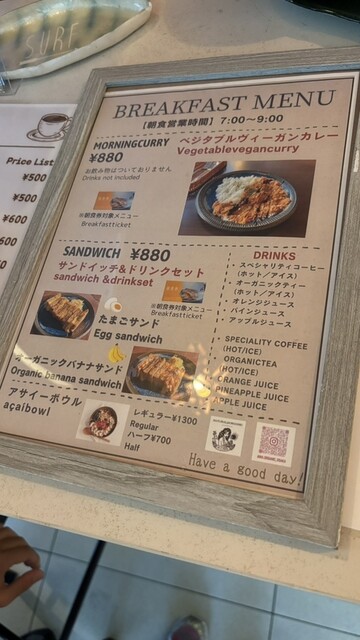 SURF
BREAKFAST MENU
【朝食営業時間】 7:00〜9:00
MORNINGCURRY
¥880
お飲み物はついておりません
Drinks not included
※朝食券対象メニュー
Breakfastticket
ベジタブルヴィーガンカレー
Vegetablevegancurry
SANDWICH ¥880
サンドイッチ&ドリンクセット
sandwich &drinkset
※朝食券対象メニュー
Breakfastticket
たまごサンド
Egg sandwich
オーガニックバナナサンド
Organic banana sandwich
DRINKS
・スペシャリティコーヒー
(ホット/アイス)
・オーガニックティー
(ホット/アイス)
・オレンジジュース
・パインジュース
・アップルジュース
・SPECIALITY COFFEE
(HOT/ICE)
・ORGANICTEA
(HOT/ICE)
ORANGE JUICE
PINEAPPLE JUICE
APPLE JUICE
アサイーボウル
açaibowl
レギュラー¥1300
Regular
ハーフ¥700
Half
Have a good day!
Price List
¥500
¥500
¥600
600
50